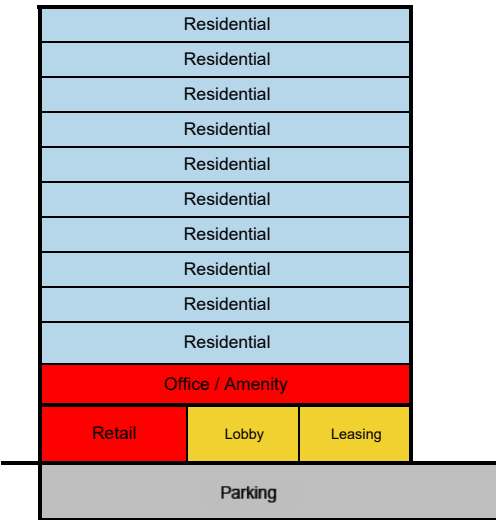 Residential
Residential
Residential
Residential
Residential
Residential
Residential
Residential
Residential
Residential
Office / Amenity
Retail Lobby Leasing
Parking